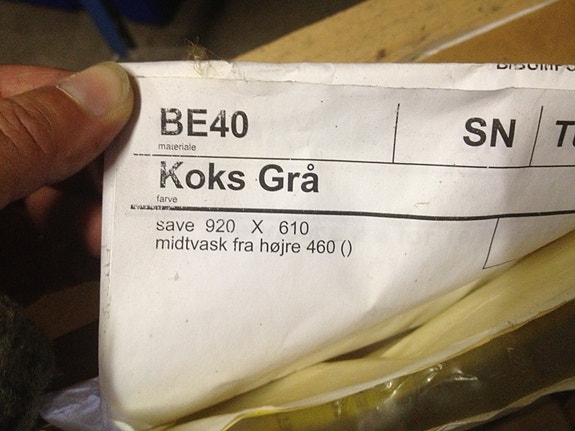 BE40 SN
materiale
Koks Grå
farve
save 920 X 610
midtvask fra højre 460 ()